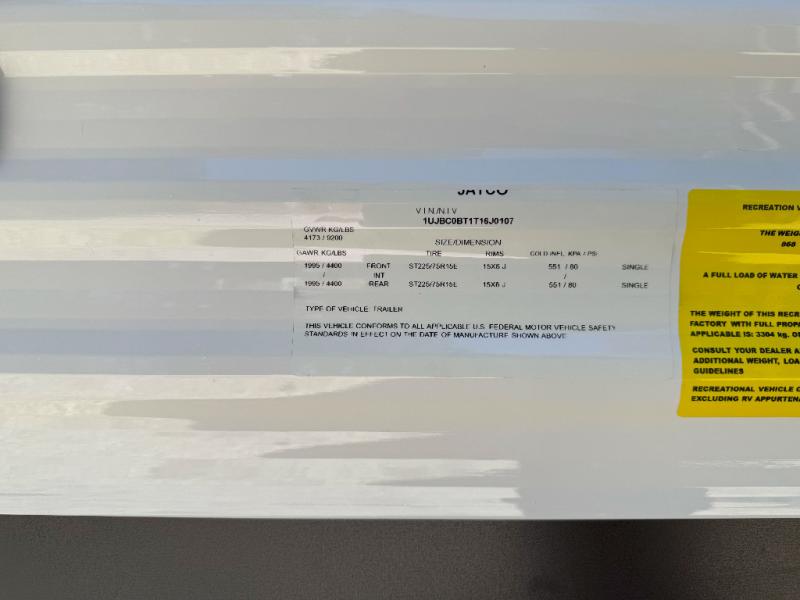 JAYCO
V I N / N I V
1UJBC0BT1T16J0107
GVWR KG/LBS
4173 / 9200
SIZE/DIMENSION
GAWR KG/LBS TIRE RIMS COLD INFL. KPA / PSI
1995 / 4400 FRONT ST225/75R15E 15X6 J 551 / 80 SINGLE
/ INT /
1995 / 4400 REAR ST225/75R15E 15X6 J 551 / 80 SINGLE
TYPE OF VEHICLE: TRAILER
THIS VEHICLE CONFORMS TO ALL APPLICABLE U.S. FEDERAL MOTOR VEHICLE SAFETY
STANDARDS IN EFFECT ON THE DATE OF MANUFACTURE SHOWN ABOVE
RECREATION V
THE WEIGH
868
A FULL LOAD OF WATER
THE WEIGHT OF THIS RECR
FACTORY WITH FULL PROPA
APPLICABLE IS: 3304 kg. O
CONSULT YOUR DEALER A
ADDITIONAL WEIGHT, LOA
GUIDELINES
RECREATIONAL VEHICLE C
EXCLUDING RV APPURTENA